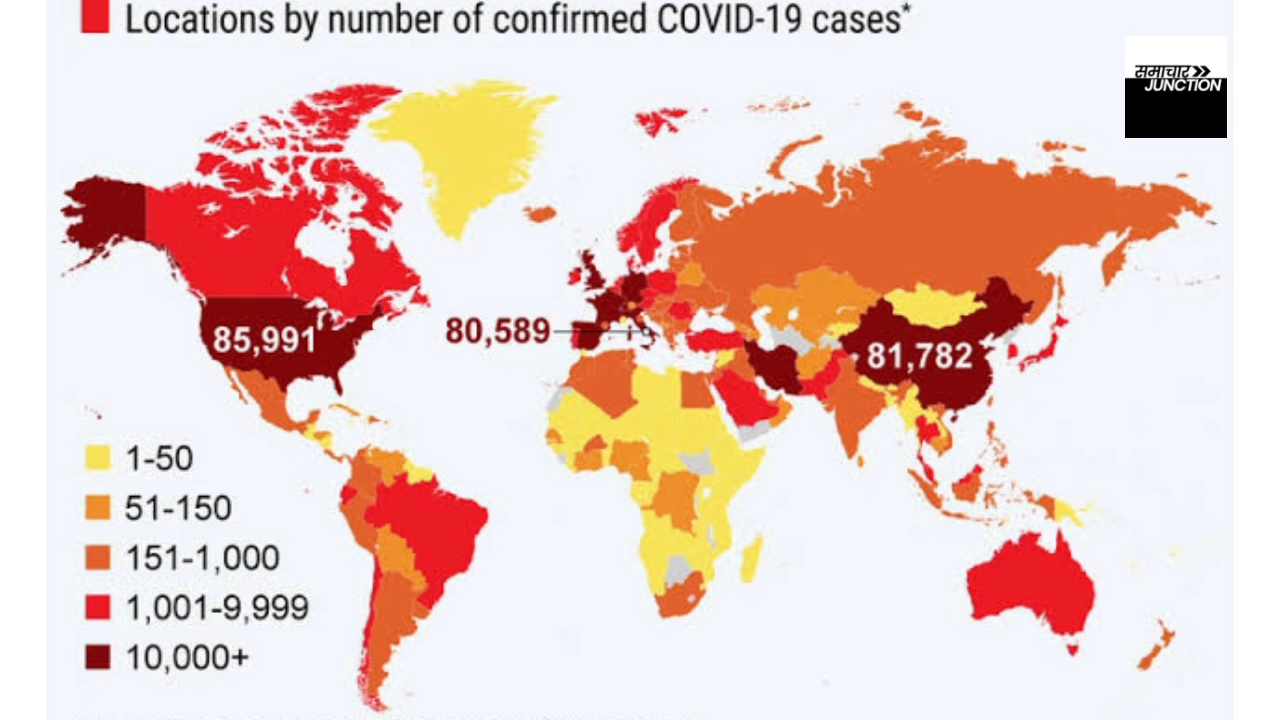 Locations by number of confirmed COVID-19 cases*
समाचार
JUNCTION
85,991
80,589
81,782
1-50
51-150
151-1,000
1,001-9,999
10,000+